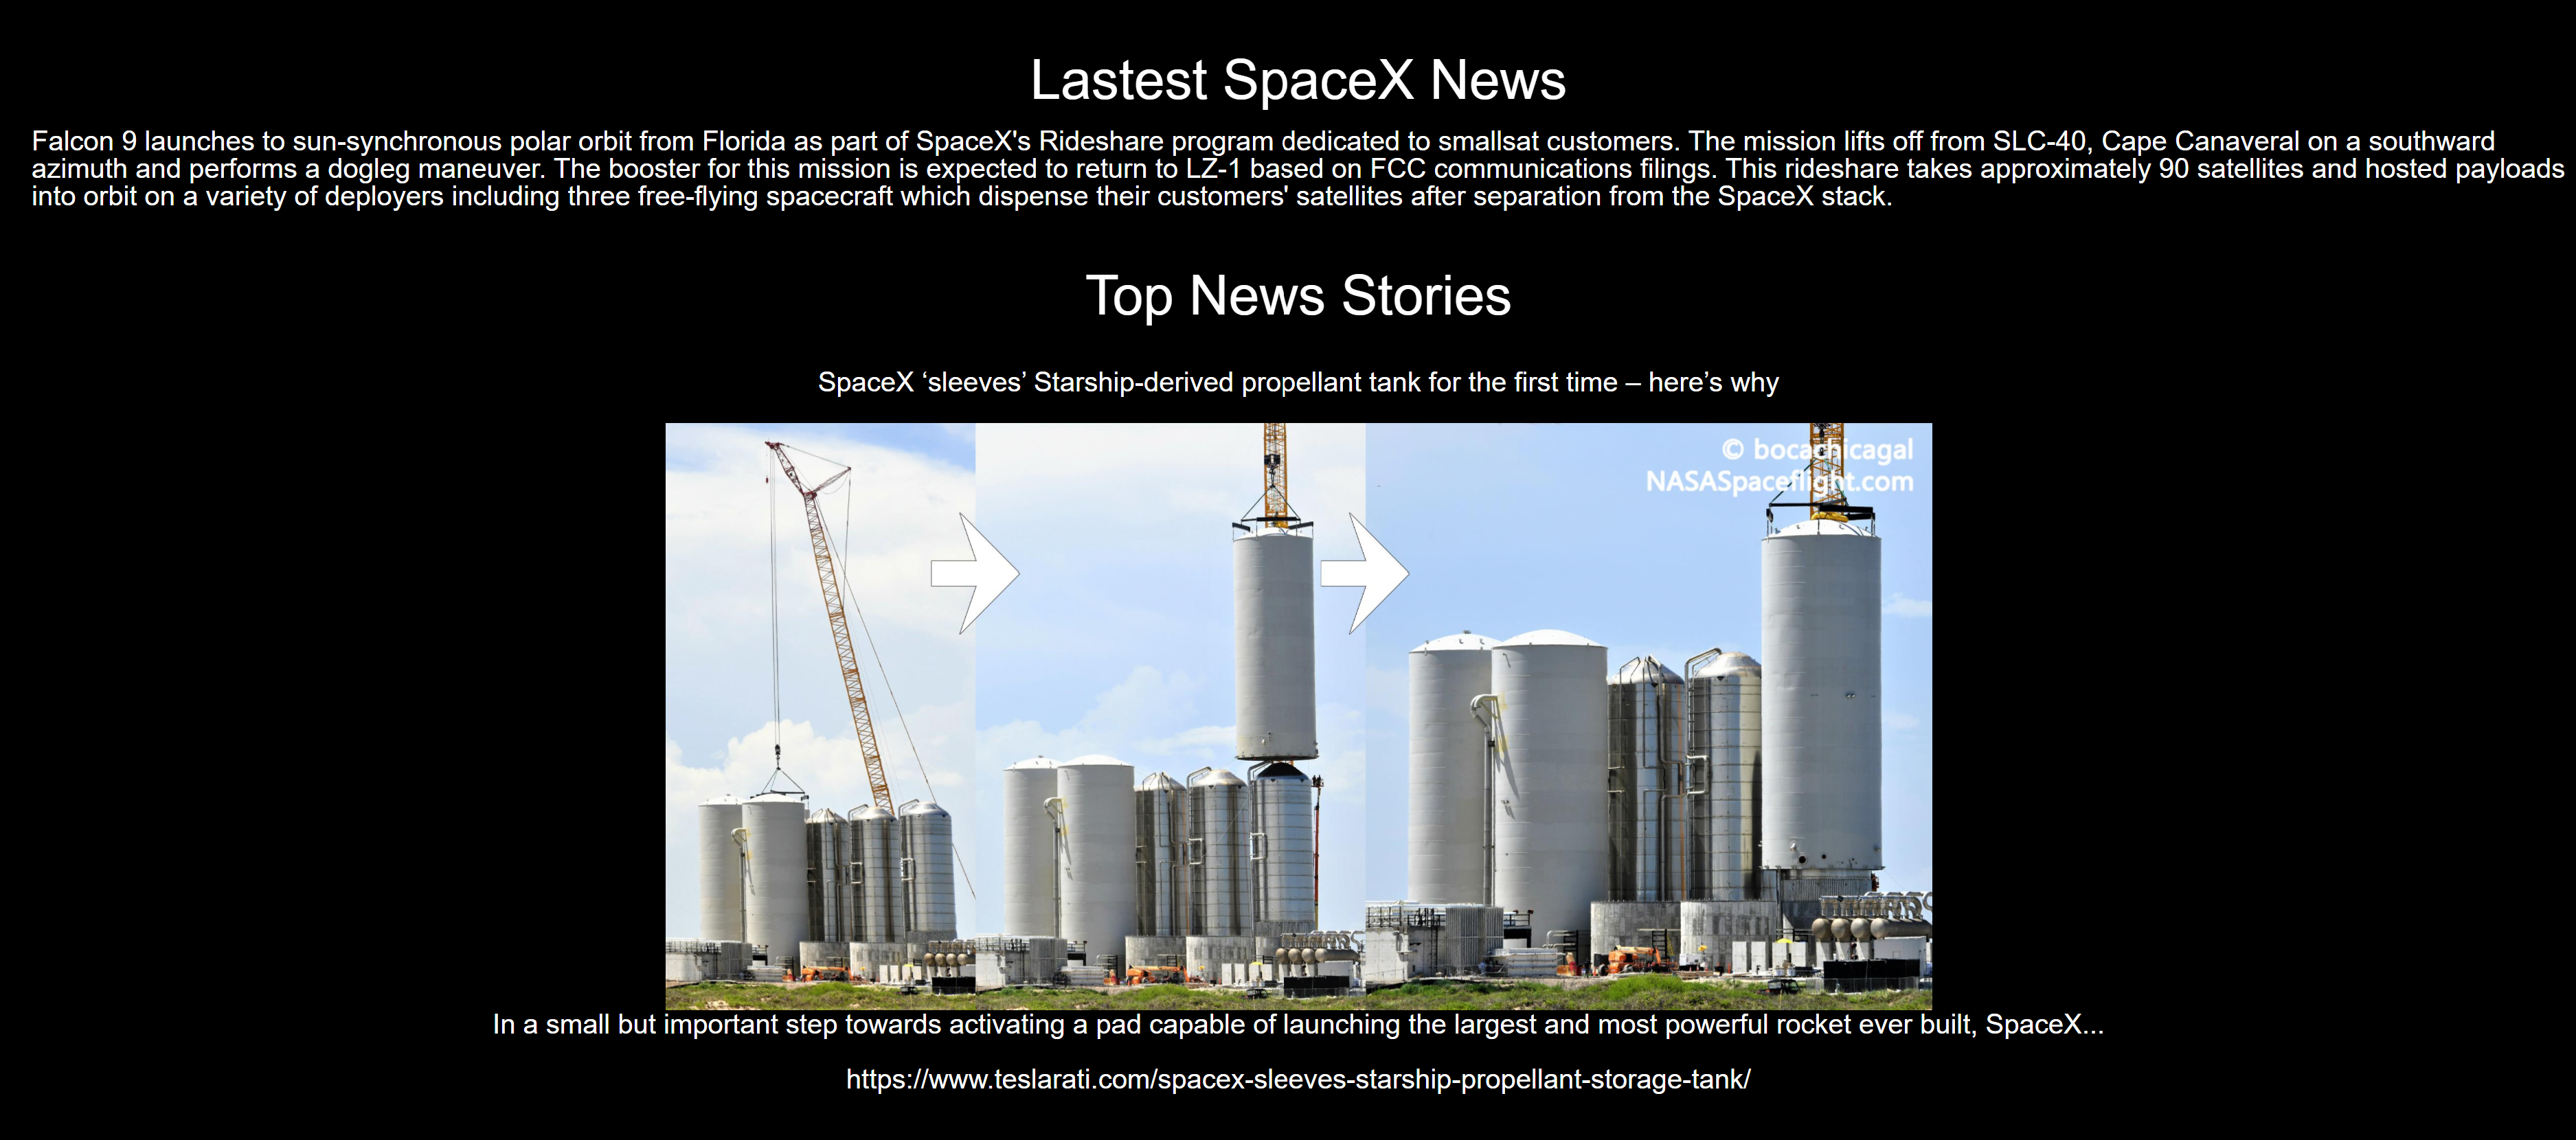 Lastest SpaceX News
Falcon 9 launches to sun-synchronous polar orbit from Florida as part of SpaceX's Rideshare program dedicated to smallsat customers. The mission lifts off from SLC-40, Cape Canaveral on a southward
azimuth and performs a dogleg maneuver. The booster for this mission is expected to return to LZ-1 based on FCC communications filings. This rideshare takes approximately 90 satellites and hosted payloads
into orbit on a variety of deployers including three free-flying spacecraft which dispense their customers' satellites after separation from the SpaceX stack.
Top News Stories
SpaceX ‘sleeves’ Starship-derived propellant tank for the first time – here’s why
© bocachicagal
NASASpaceflight.com
In a small but important step towards activating a pad capable of launching the largest and most powerful rocket ever built, SpaceX...
https://www.teslarati.com/spacex-sleeves-starship-propellant-storage-tank/